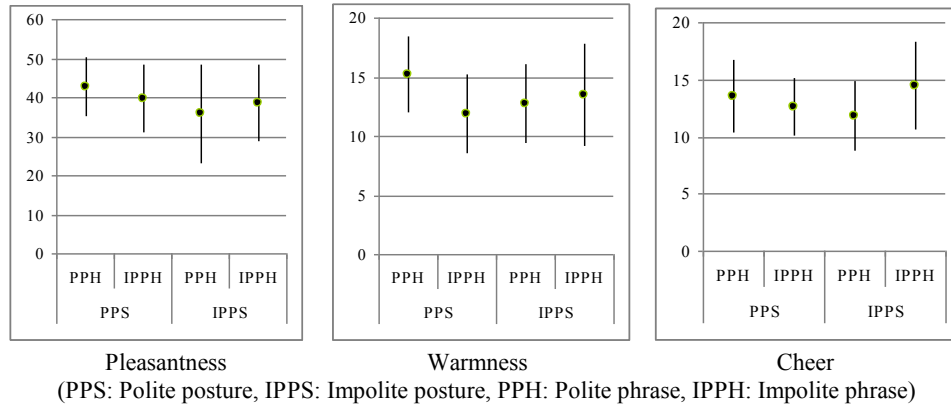 60
50
40
30
20
10
0
PPH IPPH PPH IPPH
PPS IPPS
20
15
10
5
0
PPH IPPH PPH IPPH
PPS IPPS
20
15
10
5
0
PPH IPPH PPH IPPH
PPS IPPS
Pleasantness Warmness Cheer
(PPS: Polite posture, IPPS: Impolite posture, PPH: Polite phrase, IPPH: Impolite phrase)